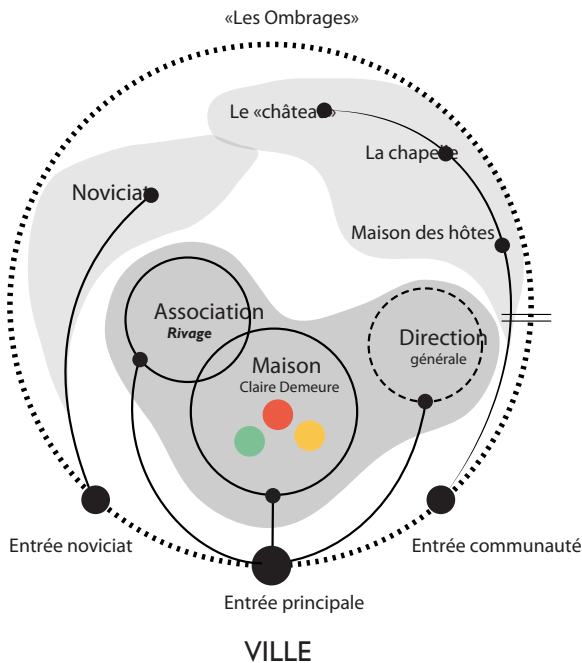 «Les Ombrages»
Le «château»
La chapelle
Noviciat
Maison des hôtes
Association
Rivage
Direction
générale
Maison
Claire Demeure
Entrée noviciat
Entrée communauté
Entrée principale
VILLE